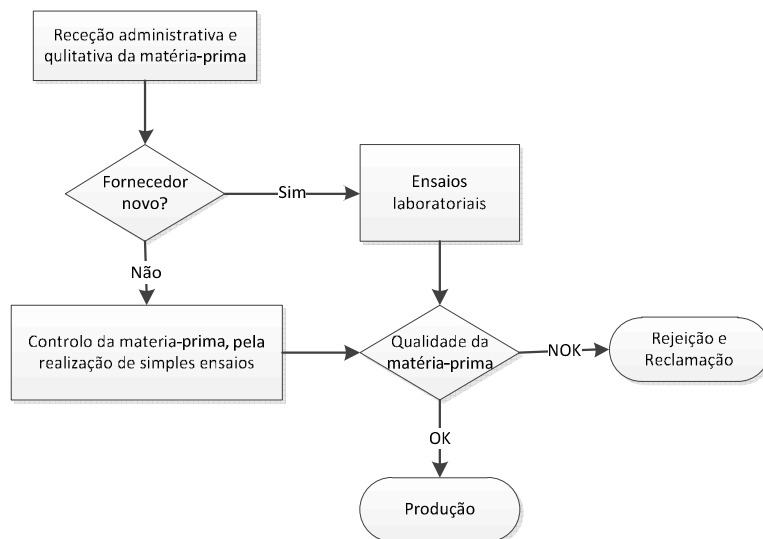 Receção administrativa e
qulitativa da matéria-prima
Fornecedor
novo?
Sim
Ensaios
laboratoriais
Não
Controlo da materia-prima, pela
realização de simples ensaios
Qualidade da
matéria-prima
NOK
Rejeição e
Reclamação
OK
Produção